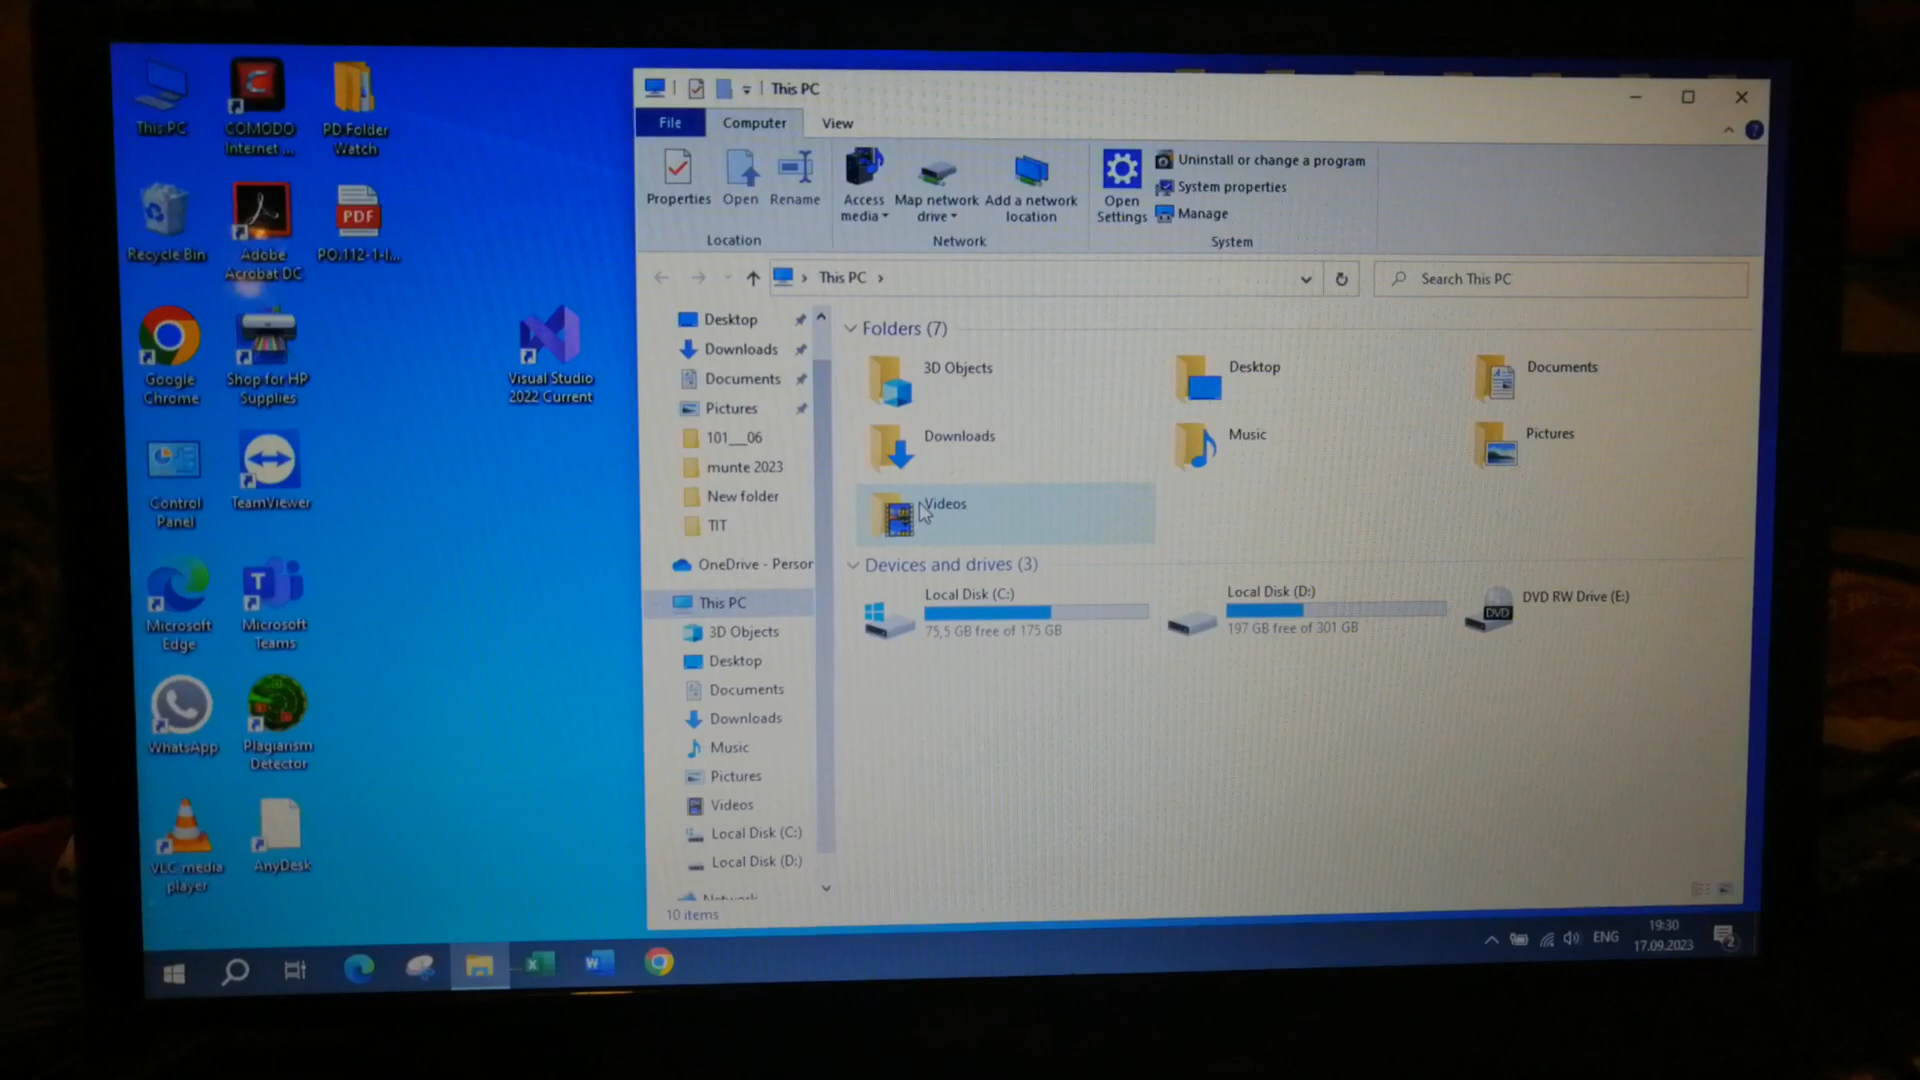 This PC
COMODO
Internet ...
PD Folder
Watch
Recycle Bin
Adobe
Acrobat DC
PDF
PO.112-1-I...
Google
Chrome
Shop for HP
Supplies
Visual Studio
2022 Current
Control
Panel
TeamViewer
Microsoft
Edge
Microsoft
Teams
WhatsApp
Plagiarism
Detector
VLC media
player
AnyDesk
This PC
File
Computer
View
Properties
Open
Rename
Location
Access
media
Map network
drive
Add a network
location
Network
Open
Settings
Uninstall or change a program
System properties
Manage
System
This PC
Search This PC
Desktop
Downloads
Documents
Pictures
101__06
munte 2023
New folder
TIT
OneDrive - Person
This PC
3D Objects
Desktop
Documents
Downloads
Music
Pictures
Videos
Local Disk (C:)
Local Disk (D:)
Network
Folders (7)
3D Objects
Desktop
Documents
Downloads
Music
Pictures
Videos
Devices and drives (3)
Local Disk (C:)
75,5 GB free of 175 GB
Local Disk (D:)
197 GB free of 301 GB
DVD
DVD RW Drive (E:)
10 items
ENG
19:30
17.09.2023
2